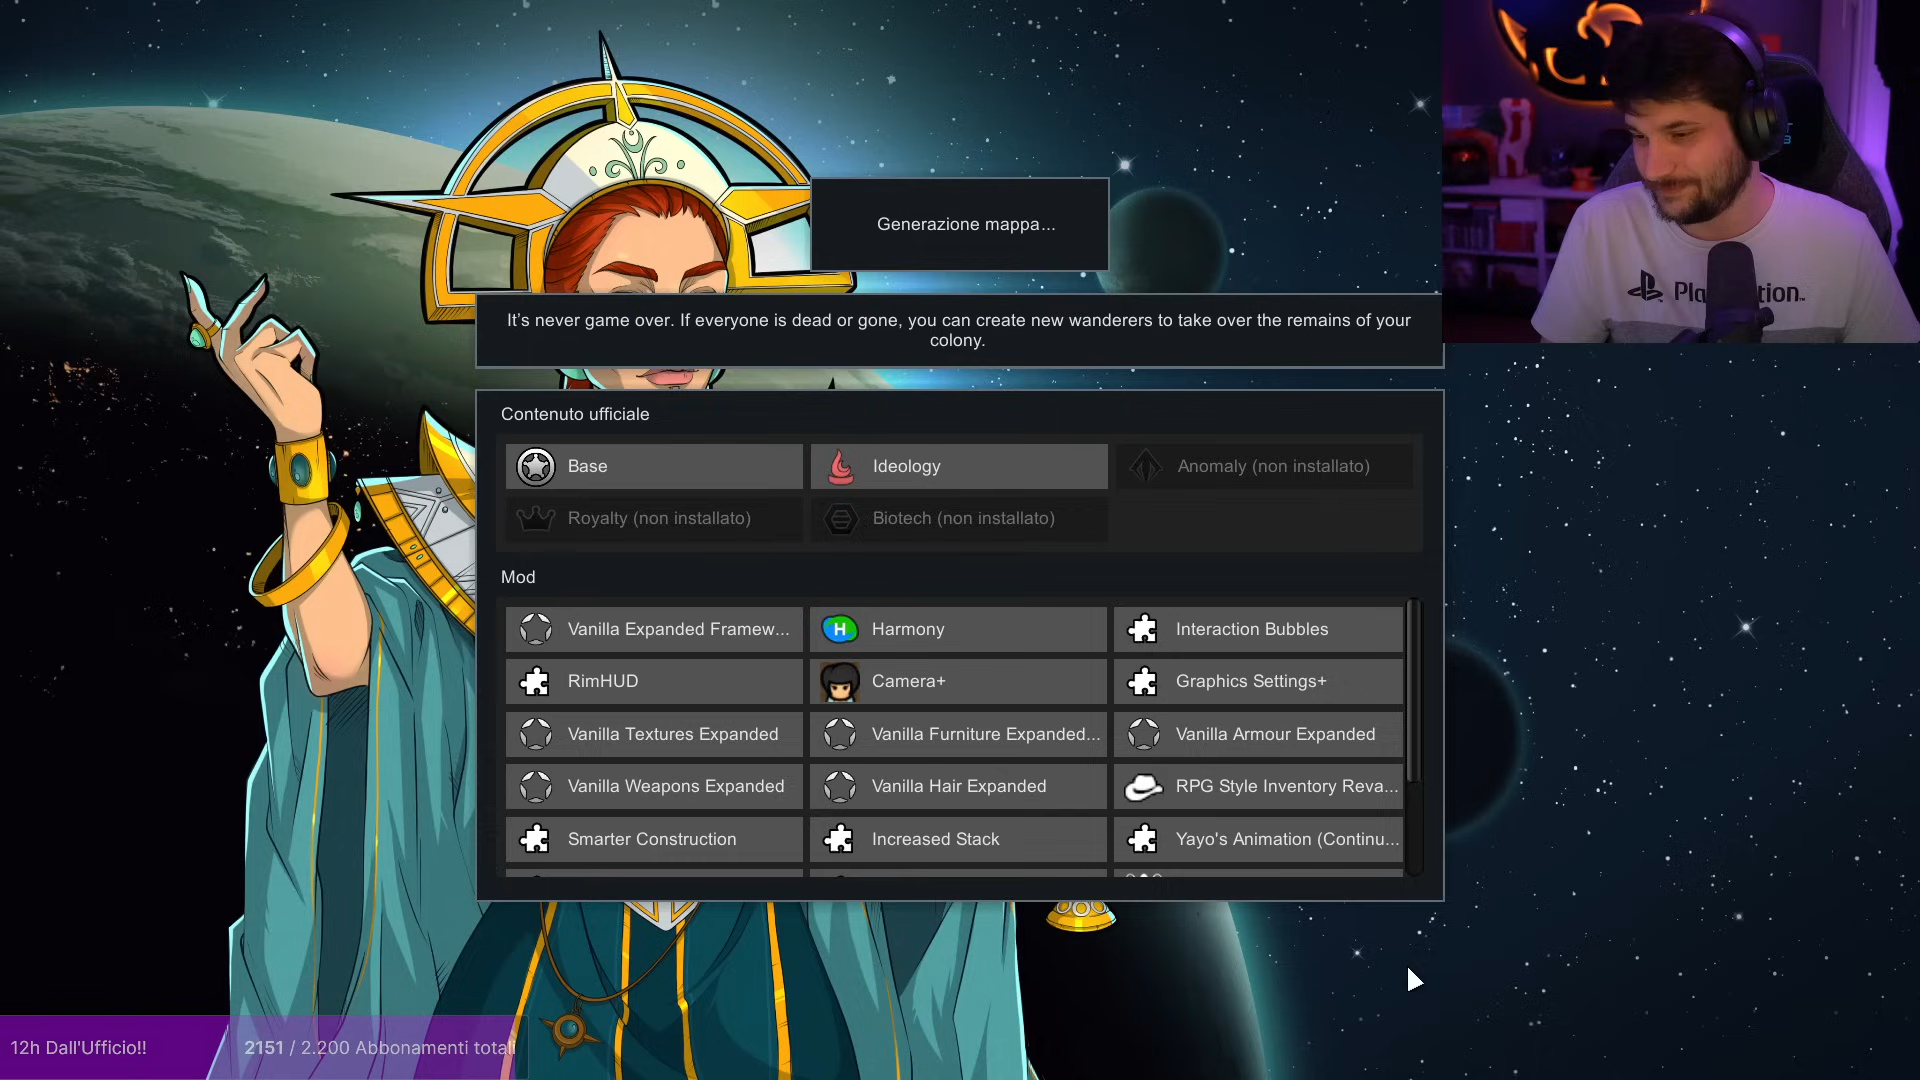 Generazione mappa...
It's never game over. If everyone is dead or gone, you can create new wanderers to take over the remains of your
colony.
Contenuto ufficiale
Base
Ideology
Anomaly (non installato)
Royalty (non installato)
Biotech (non installato)
Mod
Vanilla Expanded Framew...
Harmony
Interaction Bubbles
RimHUD
Camera+
Graphics Settings+
Vanilla Textures Expanded
Vanilla Furniture Expanded...
Vanilla Armour Expanded
Vanilla Weapons Expanded
Vanilla Hair Expanded
RPG Style Inventory Reva...
Smarter Construction
Increased Stack
Yayo's Animation (Continu...
12h Dall'Ufficio!!
2151 / 2.200 Abbonamenti totali